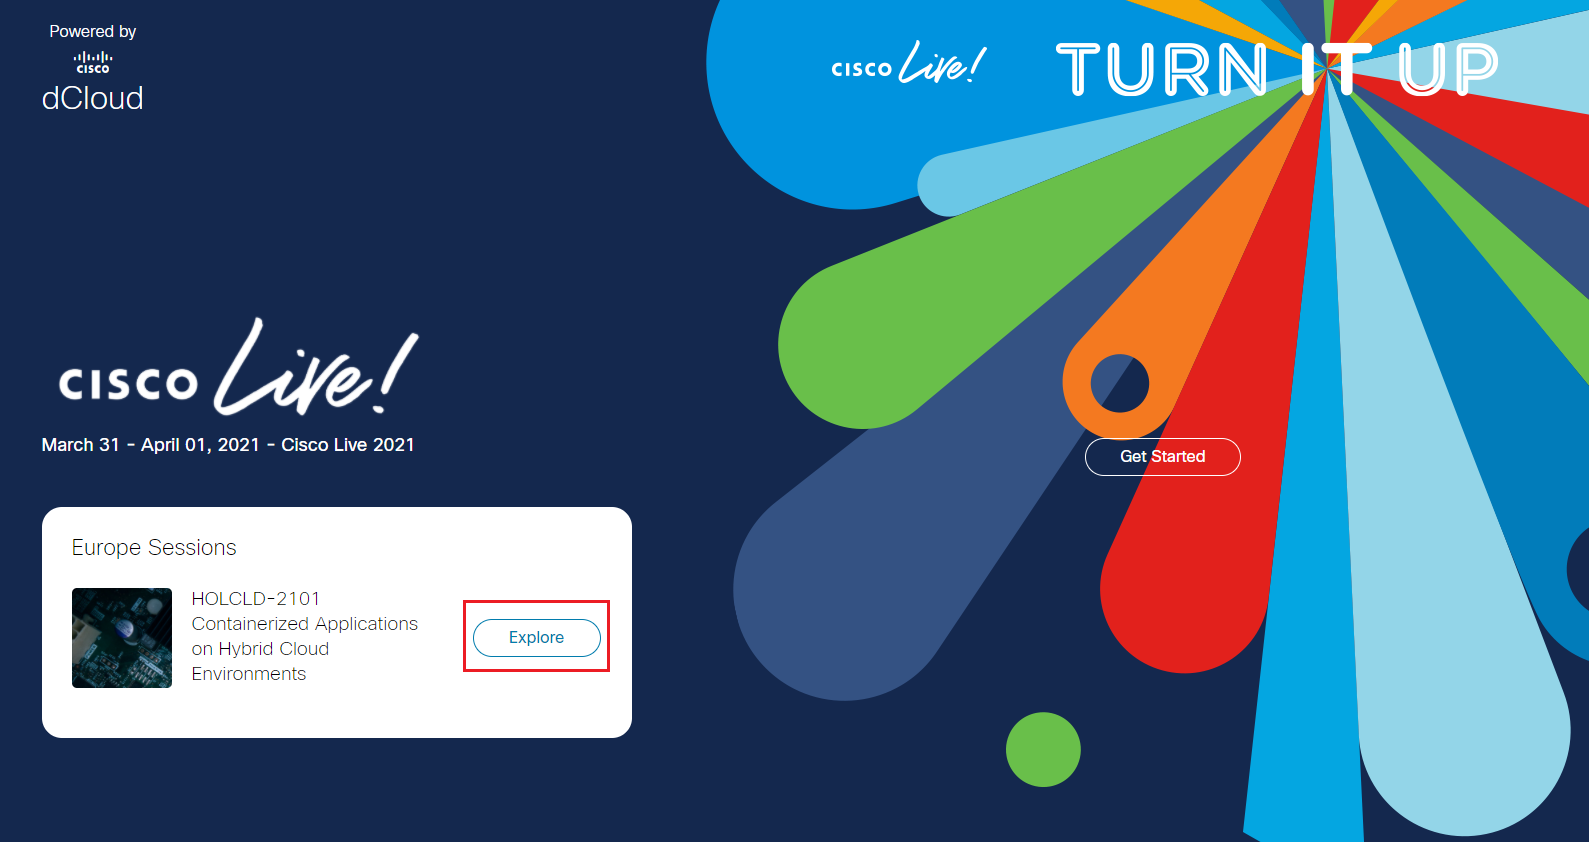 Powered by
CISCO
dCloud
CISCO Live!
TURN IT UP
CISCO Live!
March 31 - April 01, 2021 - Cisco Live 2021
Get Started
Europe Sessions
HOLCLD-2101
Containerized Applications
on Hybrid Cloud
Environments
Explore